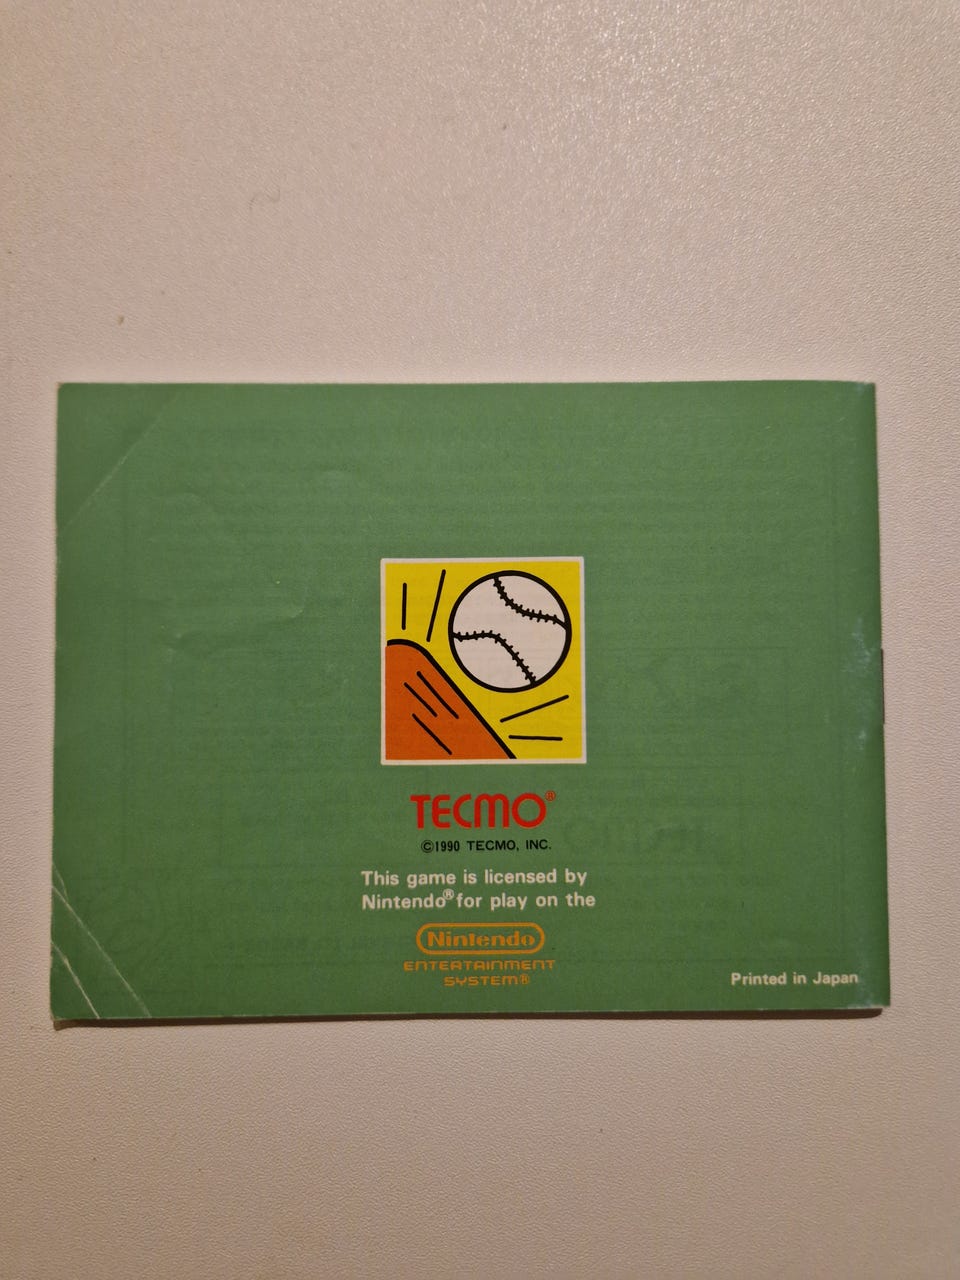 TECMO®
©1990 TECMO, INC.
This game is licensed by
Nintendo® for play on the
Nintendo
ENTERTAINMENT
SYSTEM®
Printed in Japan